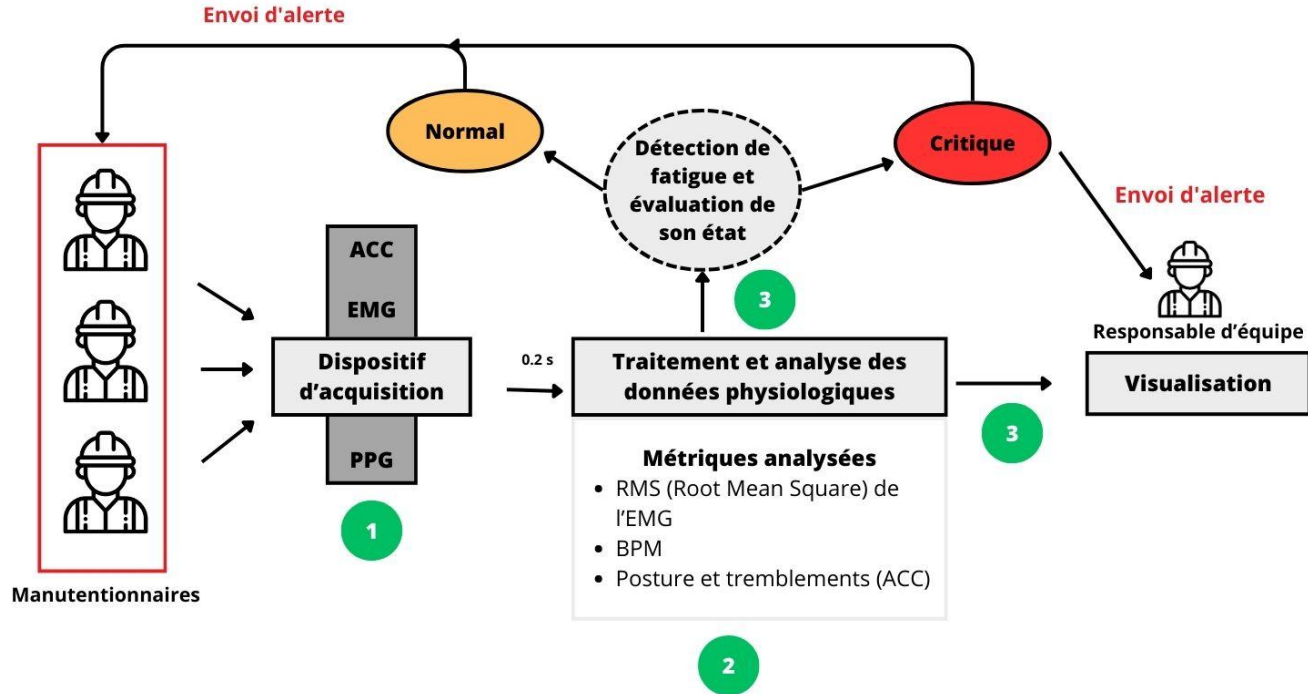 Envoi d'alerte
Normal
Détection de
fatigue et
évaluation de
son état
Critique
Envoi d'alerte
ACC
EMG
3
Responsable d’équipe
Dispositif
d’acquisition
0.2 s
Traitement et analyse des
données physiologiques
Visualisation
3
PPG
1
Métriques analysées
• RMS (Root Mean Square) de
l’EMG
• BPM
• Posture et tremblements (ACC)
Manutentionnaires
2